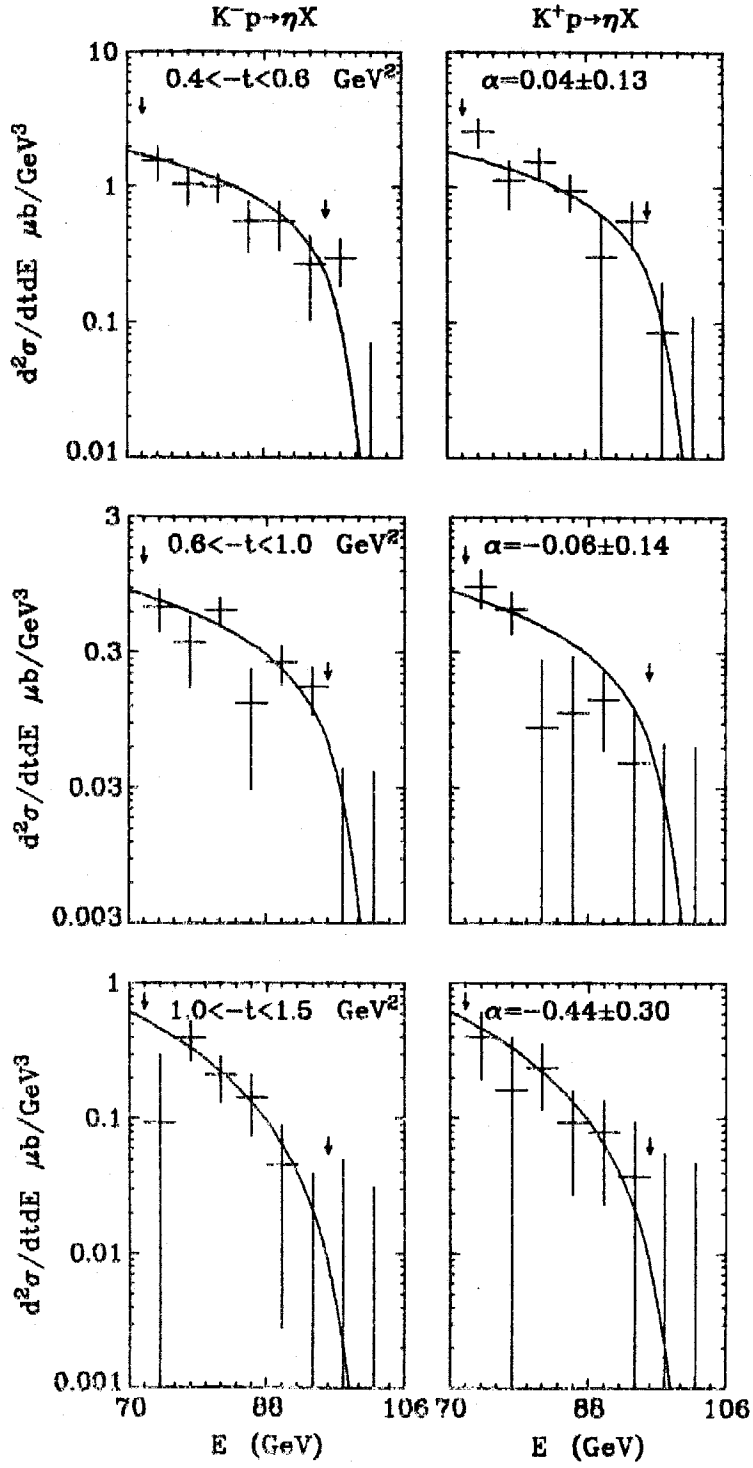 K⁻p→ηX
K⁺p→ηX
10
1
0.1
0.01
d²σ/dtdE μb/GeV³
0.4<-t<0.6 GeV²
α=0.04±0.13
3
0.3
0.03
0.003
d²σ/dtdE μb/GeV³
0.6<-t<1.0 GeV²
α=-0.06±0.14
1
0.1
0.01
0.001
d²σ/dtdE μb/GeV³
1.0<-t<1.5 GeV²
α=-0.44±0.30
70 88 106
70 88 106
E (GeV)
E (GeV)